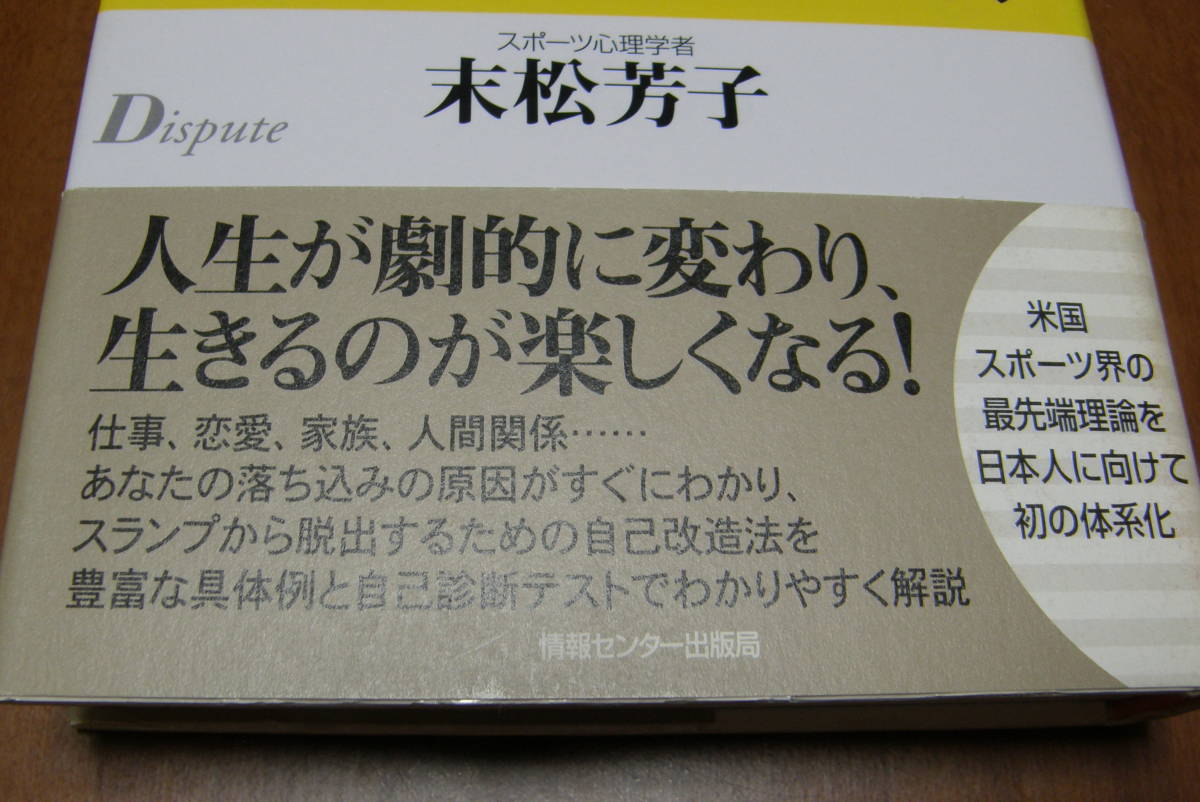 スポーツ心理学者
末松芳子
Dispute
人生が劇的に変わり、
生きるのが楽しくなる!
仕事、恋愛、家族、人間関係……
あなたの落ち込みの原因がすぐにわかり、
スランプから脱出するための自己改造法を
豊富な具体例と自己診断テストでわかりやすく解説
米国
スポーツ界の
最先端理論を
日本人に向けて
初の体系化
情報センター出版局